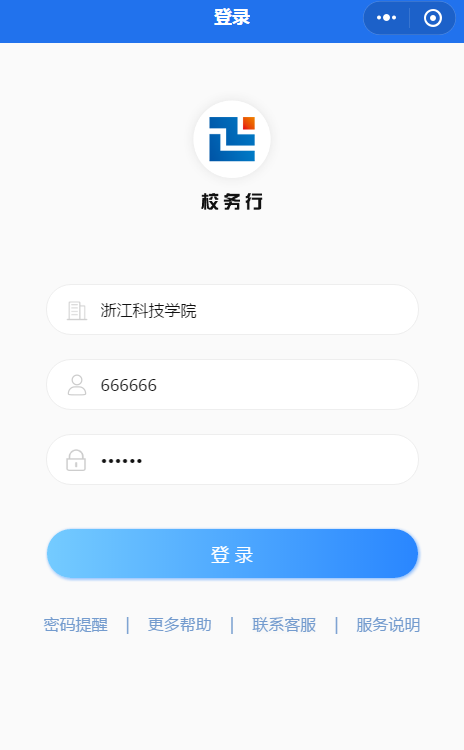 登录
校务行
浙江科技学院
666666
••••••
登录
密码提醒 | 更多帮助 | 联系客服 | 服务说明